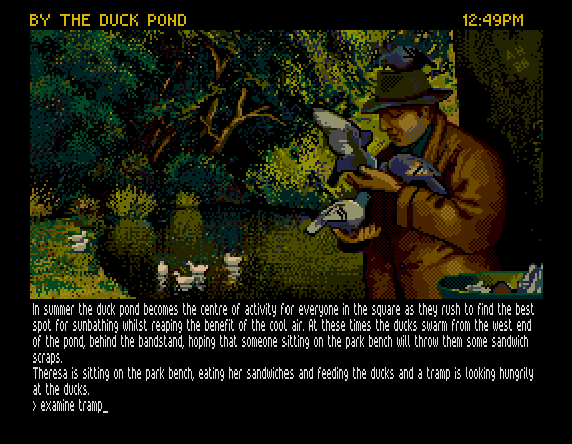 BY THE DUCK POND 12:49PM
In summer the duck pond becomes the centre of activity for everyone in the square as they rush to find the best
spot for sunbathing whilst reaping the benefit of the cool air. At these times the ducks swarm from the west end
of the pond, behind the bandstand, hoping that someone sitting on the park bench will throw them some sandwich
scraps.
Theresa is sitting on the park bench, eating her sandwiches and feeding the ducks and a tramp is looking hungrily
at the ducks.
> examine tramp_